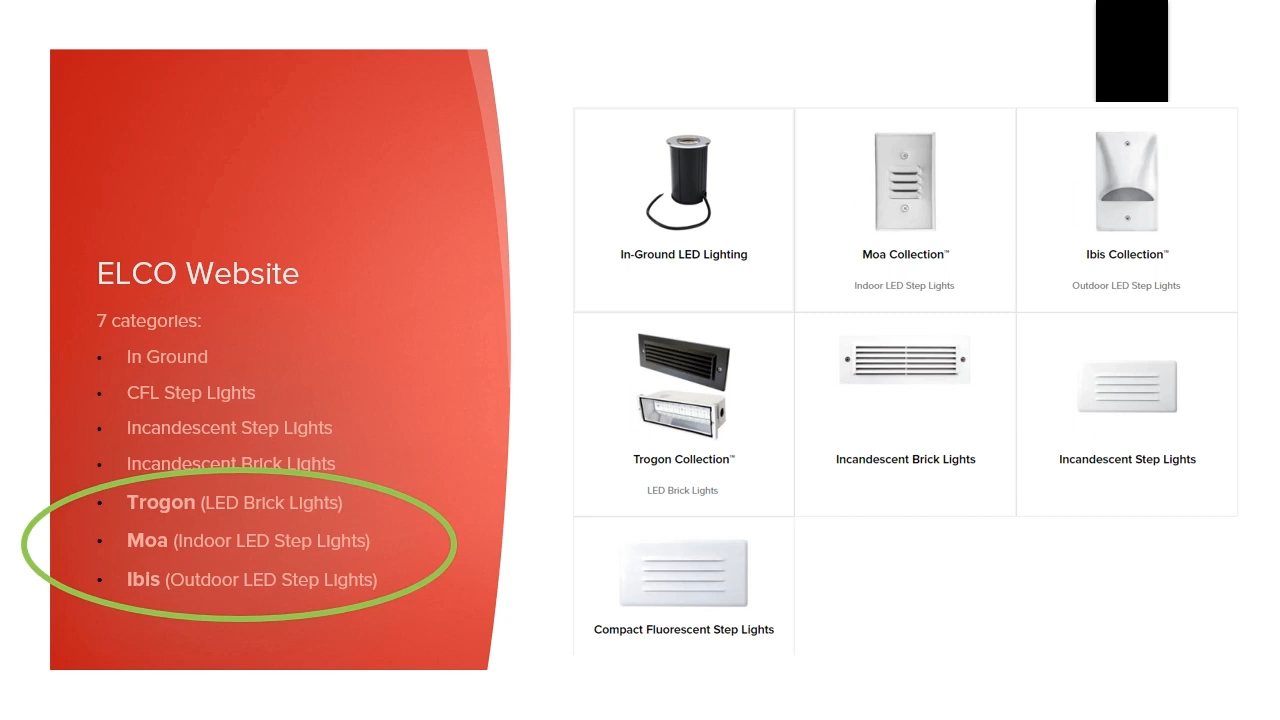 ELCO Website
7 categories:
• In Ground
• CFL Step Lights
• Incandescent Step Lights
• Incandescent Brick Lights
• Trogon (LED Brick Lights)
• Moa (Indoor LED Step Lights)
• Ibis (Outdoor LED Step Lights)
In-Ground LED Lighting
Moa Collection™
Indoor LED Step Lights
Ibis Collection™
Outdoor LED Step Lights
Trogon Collection™
LED Brick Lights
Incandescent Brick Lights
Incandescent Step Lights
Compact Fluorescent Step Lights